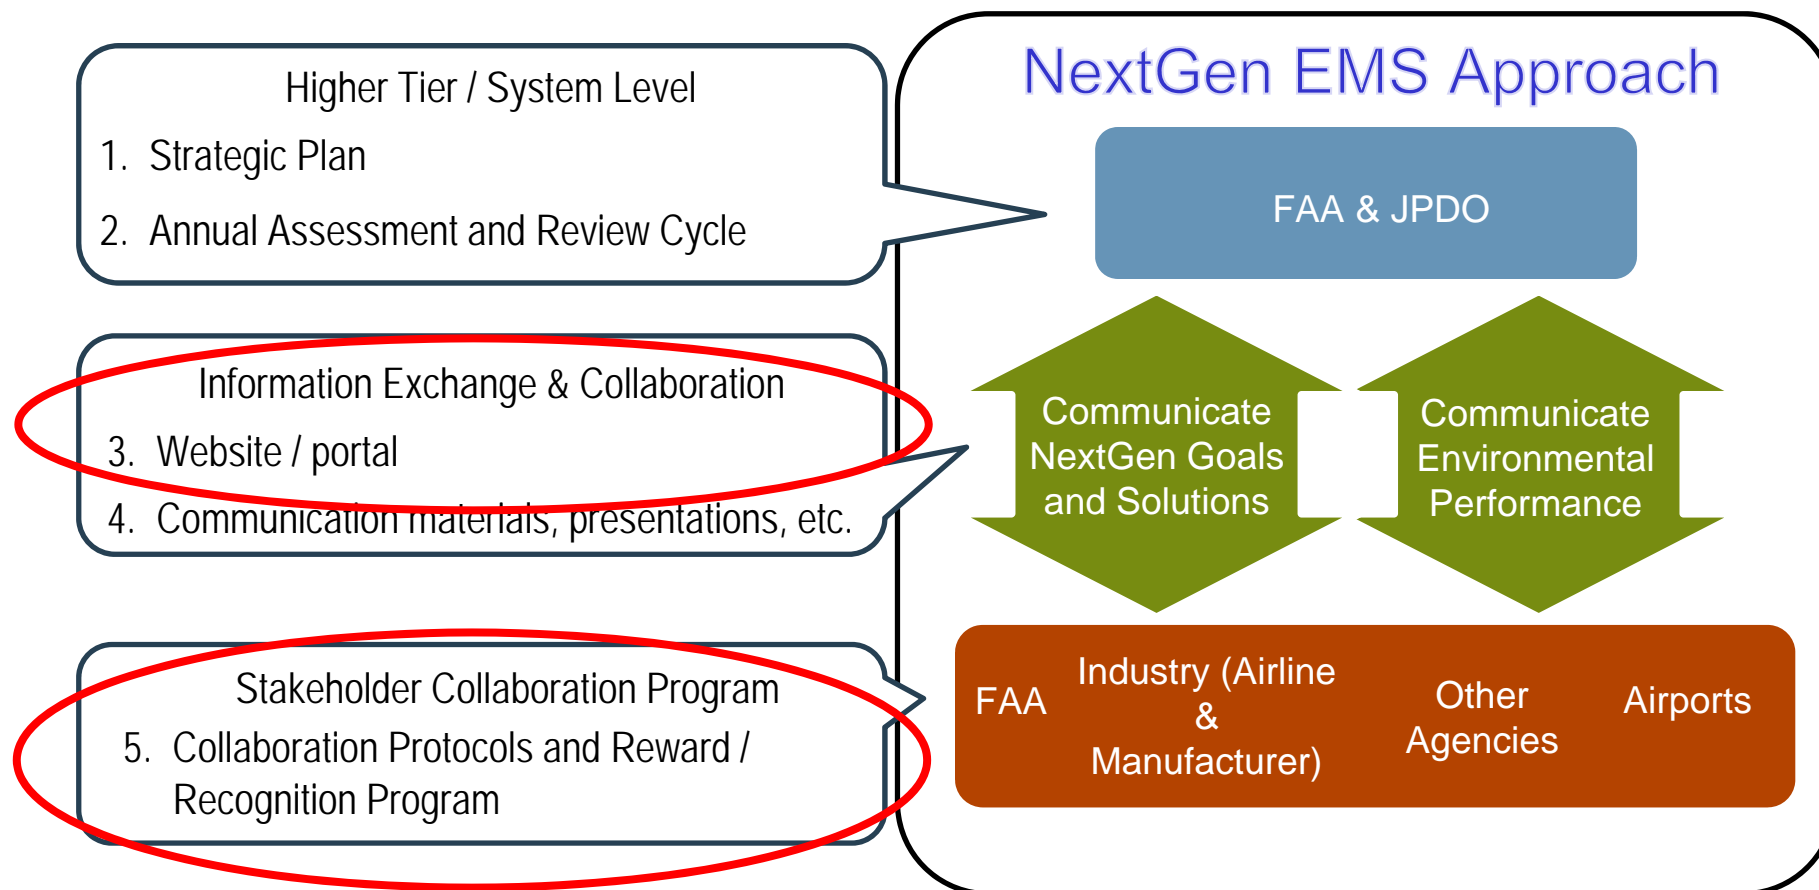 Higher Tier / System Level
1. Strategic Plan
2. Annual Assessment and Review Cycle
Information Exchange & Collaboration
3. Website / portal
4. Communication materials, presentations, etc.
Stakeholder Collaboration Program
5. Collaboration Protocols and Reward /
Recognition Program
NextGen EMS Approach
FAA & JPDO
Communicate
NextGen Goals
and Solutions
Communicate
Environmental
Performance
FAA
Industry (Airline
&
Manufacturer)
Other
Agencies
Airports